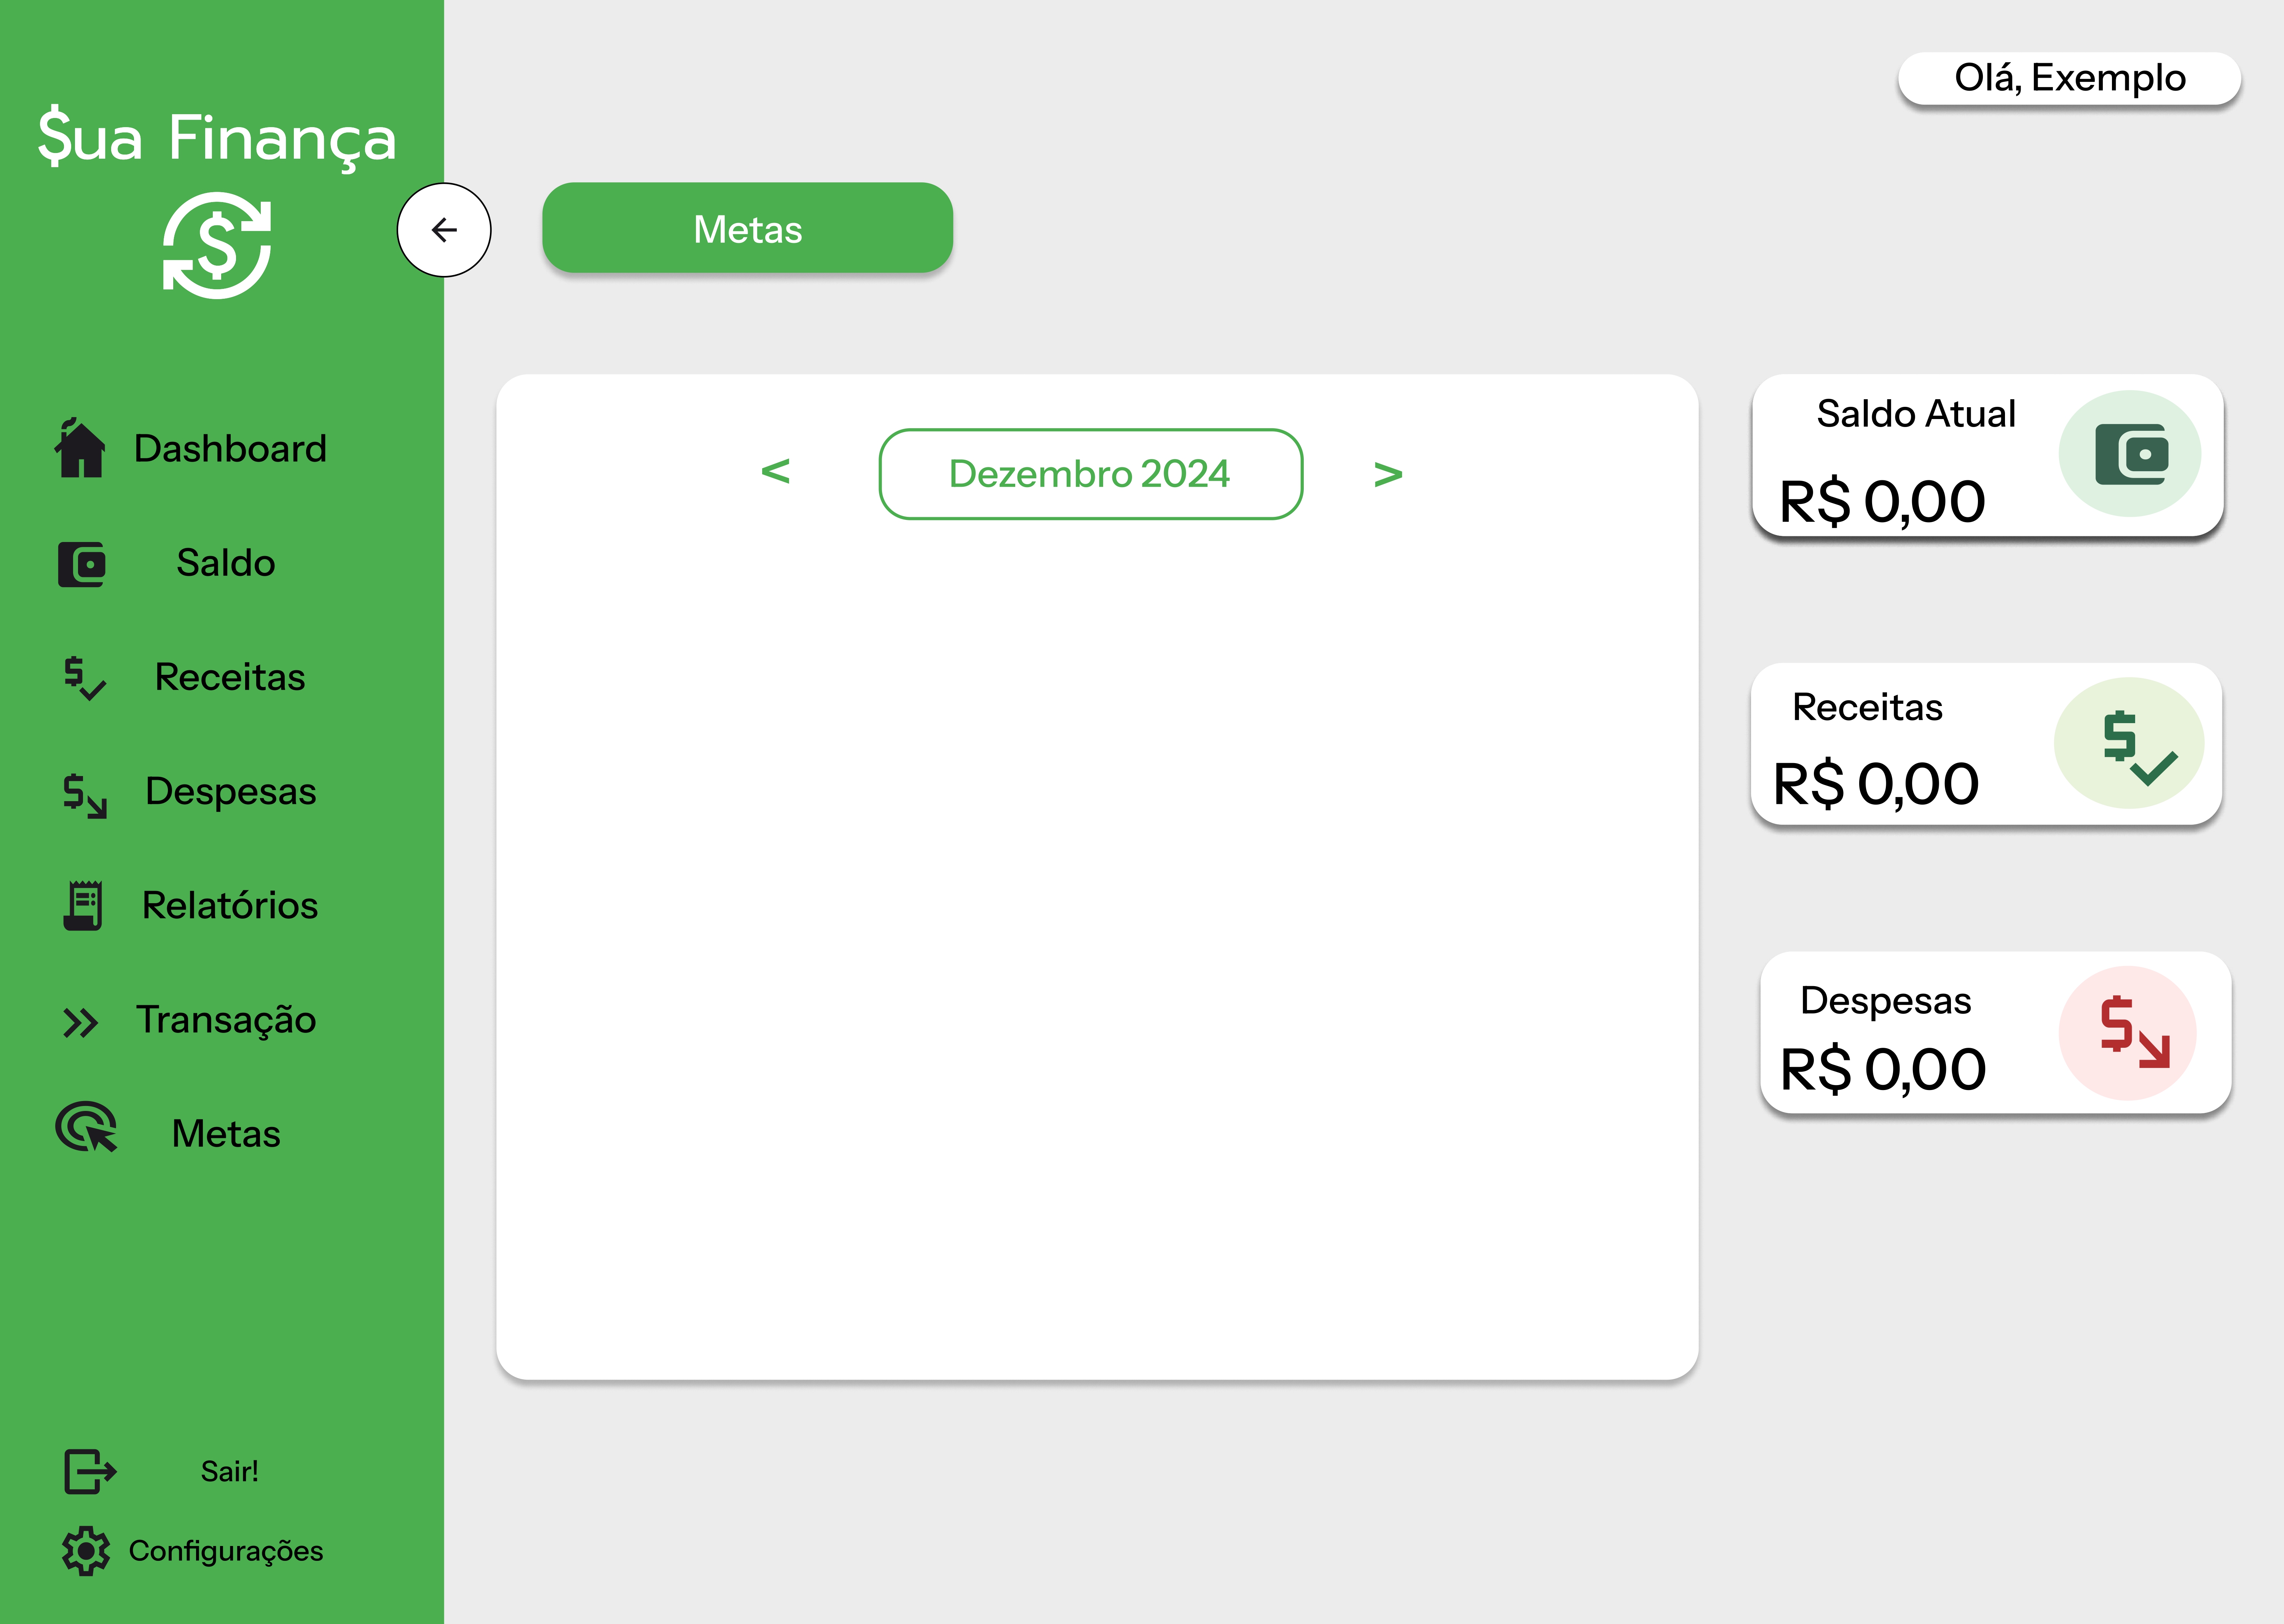 $ua Finança
Dashboard
Saldo
Receitas
Despesas
Relatórios
Transação
Metas
Sair!
Configurações
Olá, Exemplo
Metas
< Dezembro 2024 >
Saldo Atual
R$ 0,00
Receitas
R$ 0,00
Despesas
R$ 0,00